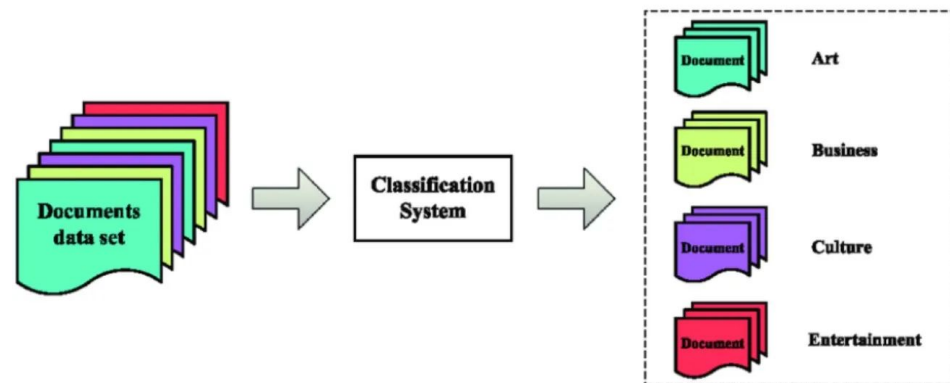 Documents
data set
Classification
System
Document
Art
Document
Business
Document
Culture
Document
Entertainment